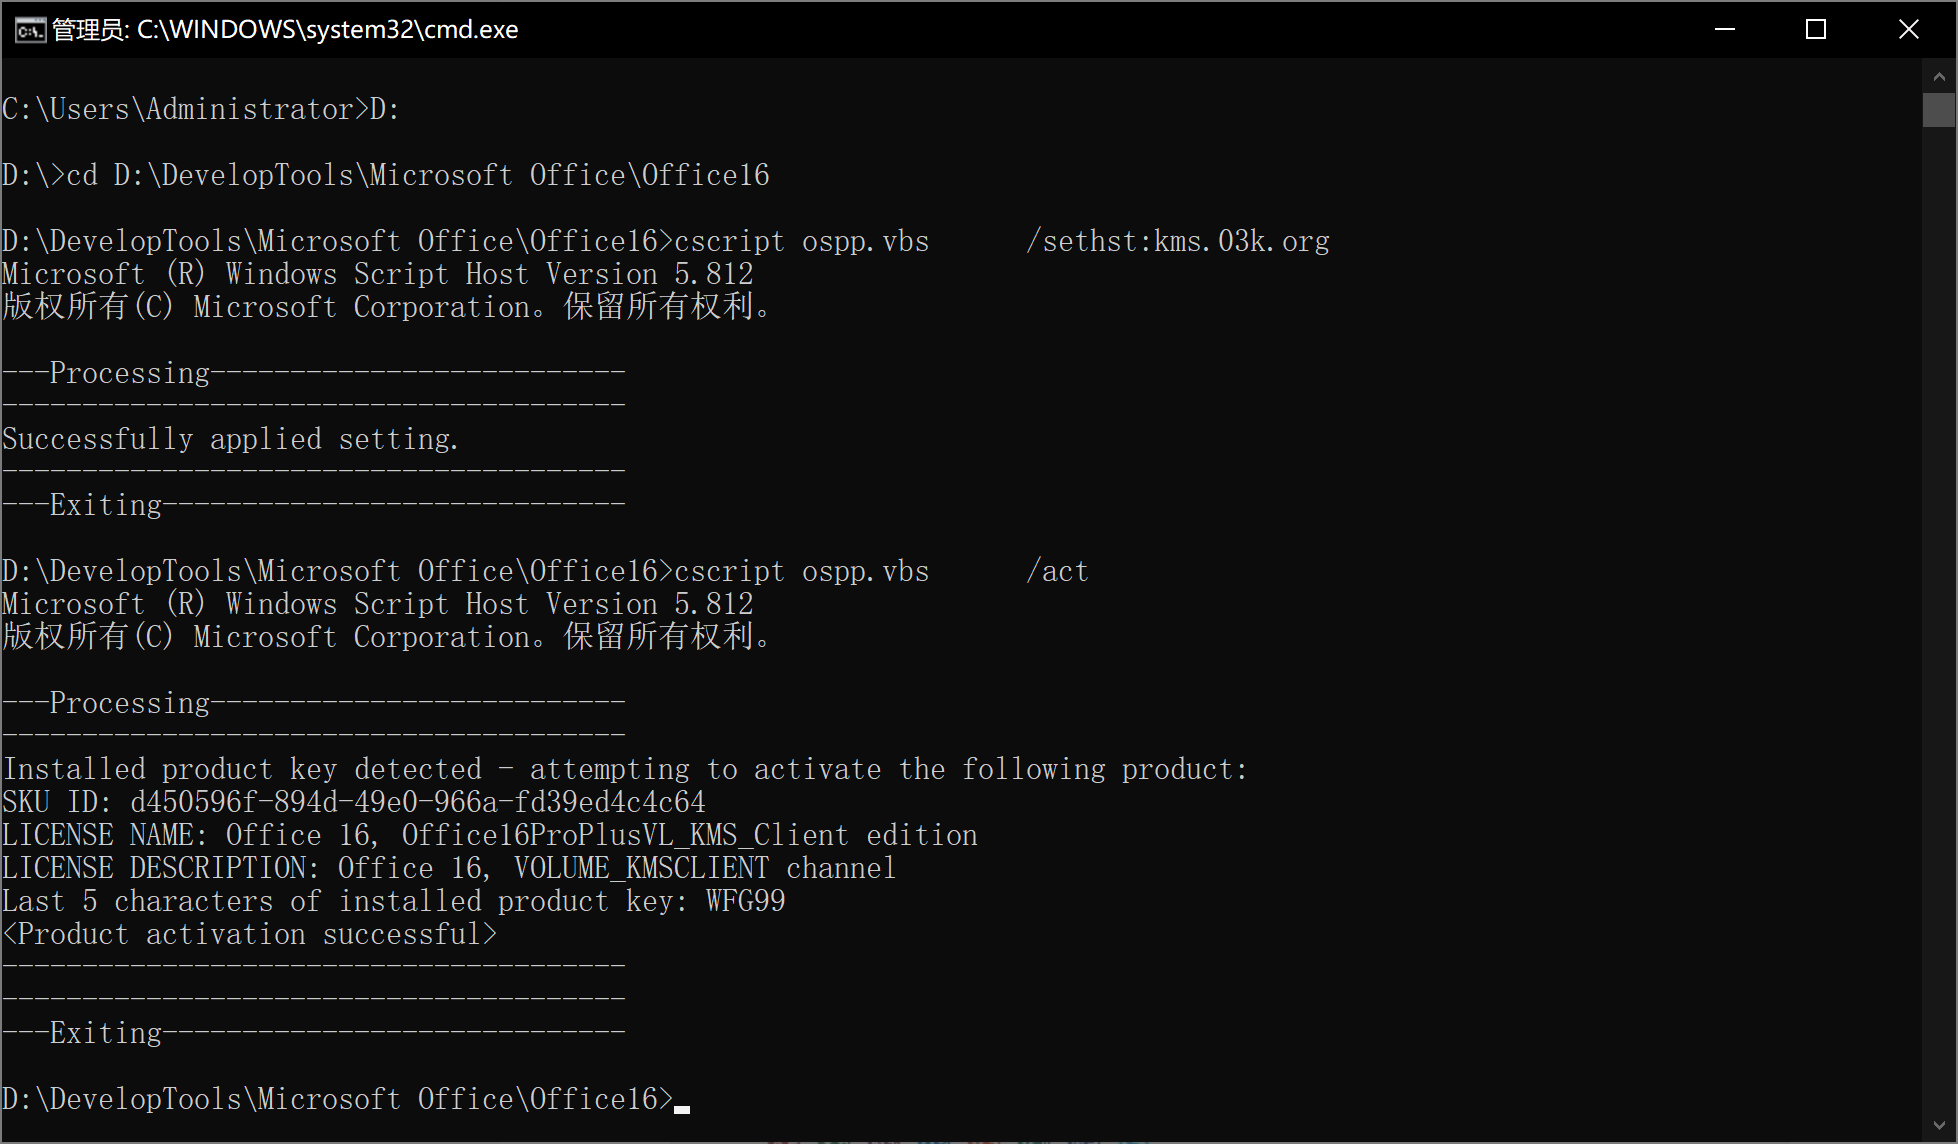 管理员: C:\WINDOWS\system32\cmd.exe
C:\Users\Administrator>D:
D:\>cd D:\DevelopTools\Microsoft Office\Office16
D:\DevelopTools\Microsoft Office\Office16>cscript ospp.vbs      /sethst:kms.03k.org
Microsoft (R) Windows Script Host Version 5.812
版权所有(C) Microsoft Corporation。保留所有权利。
---Processing--------------------------
---------------------------------------
Successfully applied setting.
---------------------------------------
---Exiting-----------------------------
D:\DevelopTools\Microsoft Office\Office16>cscript ospp.vbs      /act
Microsoft (R) Windows Script Host Version 5.812
版权所有(C) Microsoft Corporation。保留所有权利。
---Processing--------------------------
---------------------------------------
Installed product key detected - attempting to activate the following product:
SKU ID: d450596f-894d-49e0-966a-fd39ed4c4c64
LICENSE NAME: Office 16, Office16ProPlusVL_KMS_Client edition
LICENSE DESCRIPTION: Office 16, VOLUME_KMSCLIENT channel
Last 5 characters of installed product key: WFG99
<Product activation successful>
---------------------------------------
---------------------------------------
---Exiting-----------------------------
D:\DevelopTools\Microsoft Office\Office16>